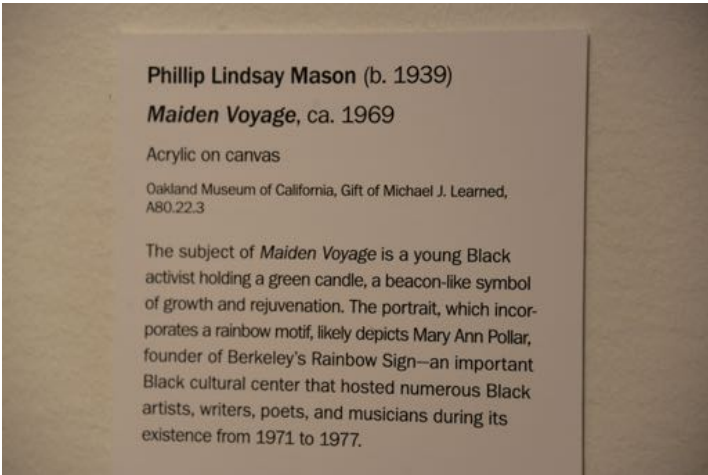 Phillip Lindsay Mason (b. 1939)
Maiden Voyage, ca. 1969
Acrylic on canvas
Oakland Museum of California, Gift of Michael J. Learned,
A80.22.3
The subject of Maiden Voyage is a young Black
activist holding a green candle, a beacon-like symbol
of growth and rejuvenation. The portrait, which incor-
porates a rainbow motif, likely depicts Mary Ann Pollar,
founder of Berkeley's Rainbow Sign—an important
Black cultural center that hosted numerous Black
artists, writers, poets, and musicians during its
existence from 1971 to 1977.